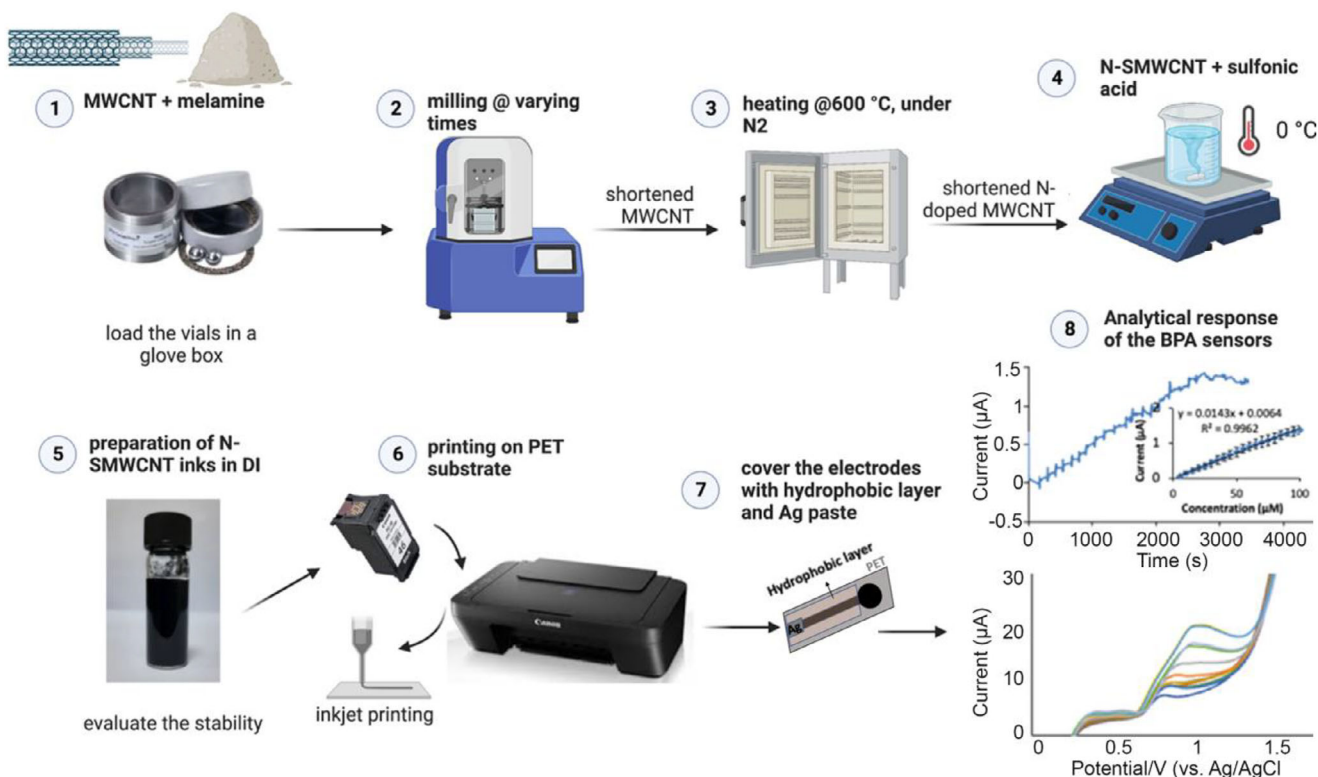 1
MWCNT + melamine
load the vials in a
glove box
2
milling @ varying
times
shortened
MWCNT
3
heating @600 °C, under
N2
shortened N-
doped MWCNT
4
N-SMWCNT + sulfonic
acid
0 °C
5
preparation of N-
SMWCNT inks in DI
evaluate the stability
6
printing on PET
substrate
46
Canon
inkjet printing
7
cover the electrodes
with hydrophobic layer
and Ag paste
Hydrophobic layer
PET
Ag
8
Analytical response
of the BPA sensors
1.5
1
0.5
0
-0.5
Current (µA)
0 1000 2000 3000 4000
Time (s)
y = 0.0143x + 0.0064
R² = 0.9962
2
1
0
Current (µA)
50 100
Concentration (µM)
30
20
10
0
Current (µA)
0 0.5 1 1.5
Potential/V (vs. Ag/AgCl